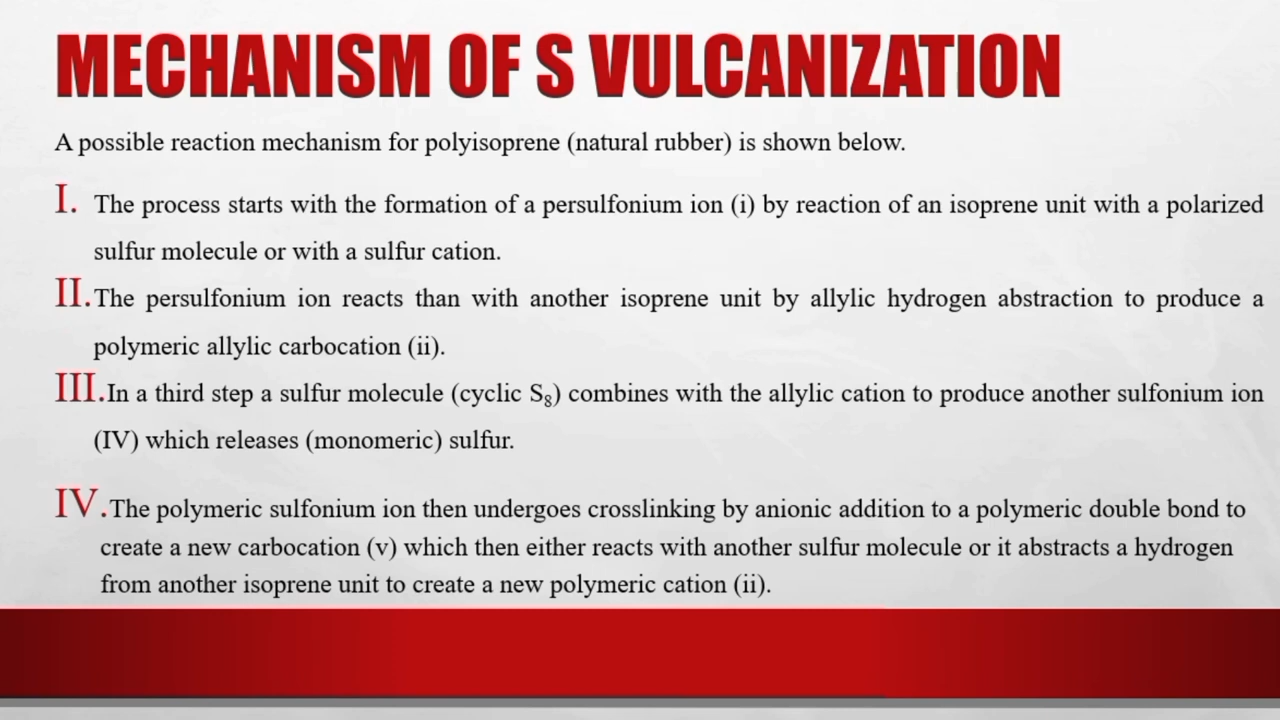 MECHANISM OF S VULCANIZATION
A possible reaction mechanism for polyisoprene (natural rubber) is shown below.
I. The process starts with the formation of a persulfonium ion (i) by reaction of an isoprene unit with a polarized
sulfur molecule or with a sulfur cation.
II. The persulfonium ion reacts than with another isoprene unit by allylic hydrogen abstraction to produce a
polymeric allylic carbocation (ii).
III. In a third step a sulfur molecule (cyclic S₈) combines with the allylic cation to produce another sulfonium ion
(IV) which releases (monomeric) sulfur.
IV. The polymeric sulfonium ion then undergoes crosslinking by anionic addition to a polymeric double bond to
create a new carbocation (v) which then either reacts with another sulfur molecule or it abstracts a hydrogen
from another isoprene unit to create a new polymeric cation (ii).